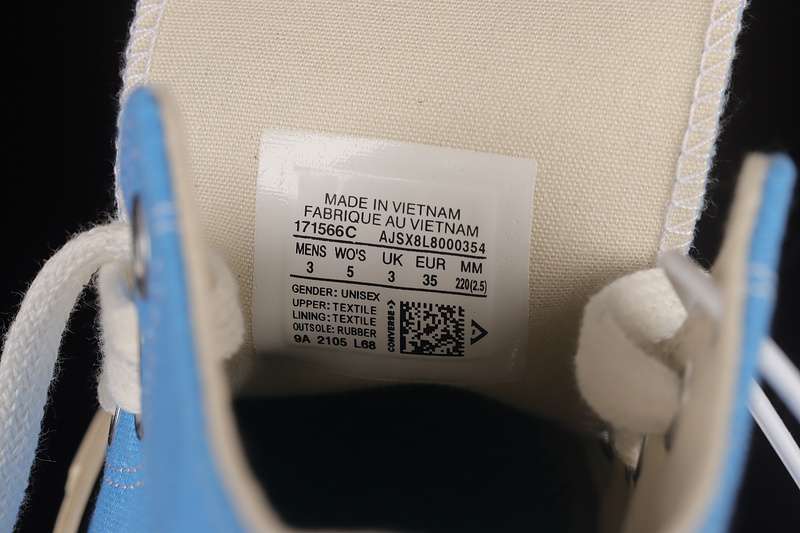 MADE IN VIETNAM
FABRIQUE AU VIETNAM
171566C AJSX8L8000354
MENS WO'S UK EUR MM
3 5 3 35 220(2.5)
GENDER: UNISEX
UPPER: TEXTILE
LINING: TEXTILE
OUTSOLE: RUBBER
9A 2105 L68
CONVERSE